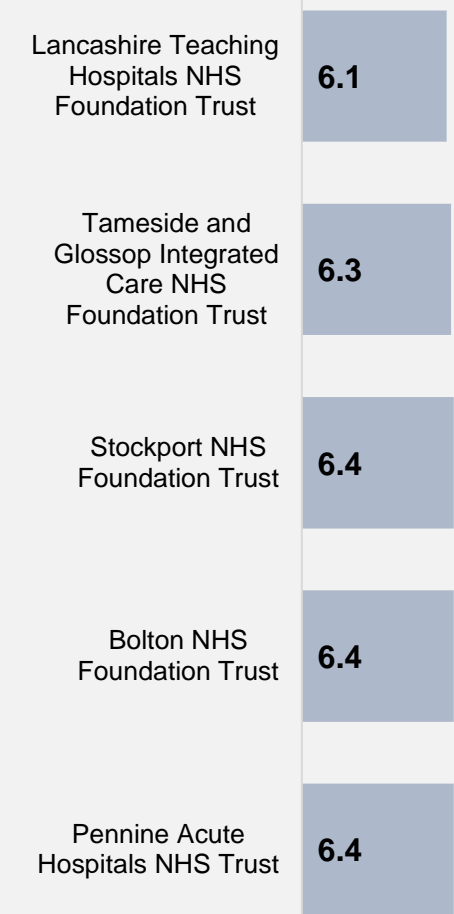 Lancashire Teaching
Hospitals NHS
Foundation Trust
6.1
Tameside and
Glossop Integrated
Care NHS
Foundation Trust
6.3
Stockport NHS
Foundation Trust
6.4
Bolton NHS
Foundation Trust
6.4
Pennine Acute
Hospitals NHS Trust
6.4